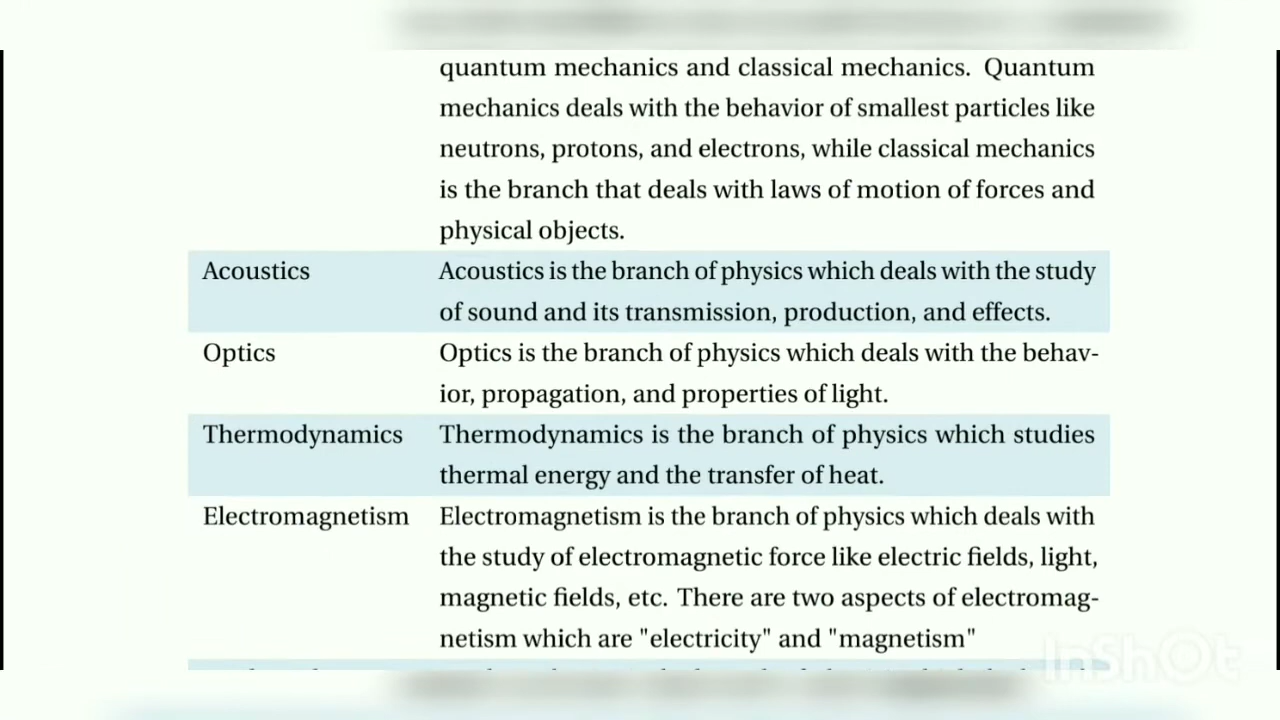 quantum mechanics and classical mechanics. Quantum
mechanics deals with the behavior of smallest particles like
neutrons, protons, and electrons, while classical mechanics
is the branch that deals with laws of motion of forces and
physical objects.
Acoustics Acoustics is the branch of physics which deals with the study
of sound and its transmission, production, and effects.
Optics Optics is the branch of physics which deals with the behav-
ior, propagation, and properties of light.
Thermodynamics Thermodynamics is the branch of physics which studies
thermal energy and the transfer of heat.
Electromagnetism Electromagnetism is the branch of physics which deals with
the study of electromagnetic force like electric fields, light,
magnetic fields, etc. There are two aspects of electromag-
netism which are "electricity" and "magnetism"
InShOt